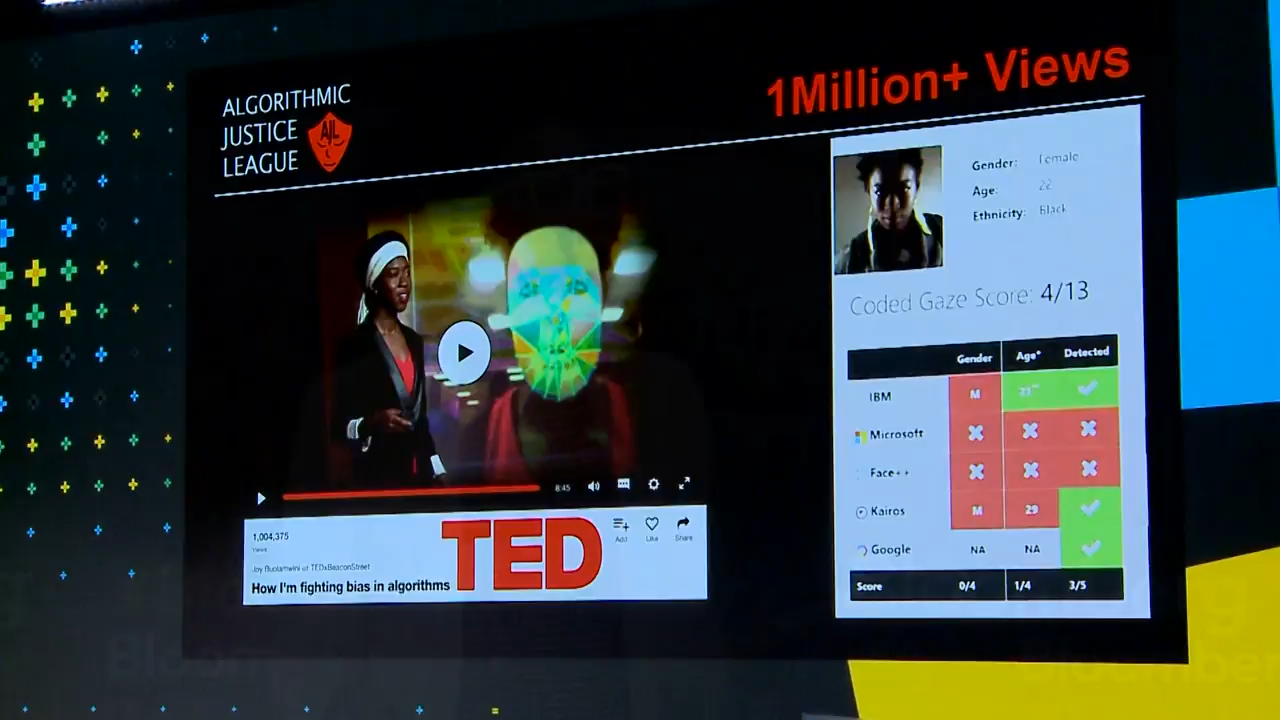 ALGORITHMIC
JUSTICE
LEAGUE
AJL
1Million+ Views
Gender: Female
Age: 22
Ethnicity: Black
Coded Gaze Score: 4/13
Gender Age* Detected
IBM M
Microsoft
Face++
Kairos M 29
Google NA NA
Score 0/4 1/4 3/5
8:45
1,004,375
Views
Add Like Share
TED
Joy Buolamwini at TEDxBeaconStreet
How I'm fighting bias in algorithms